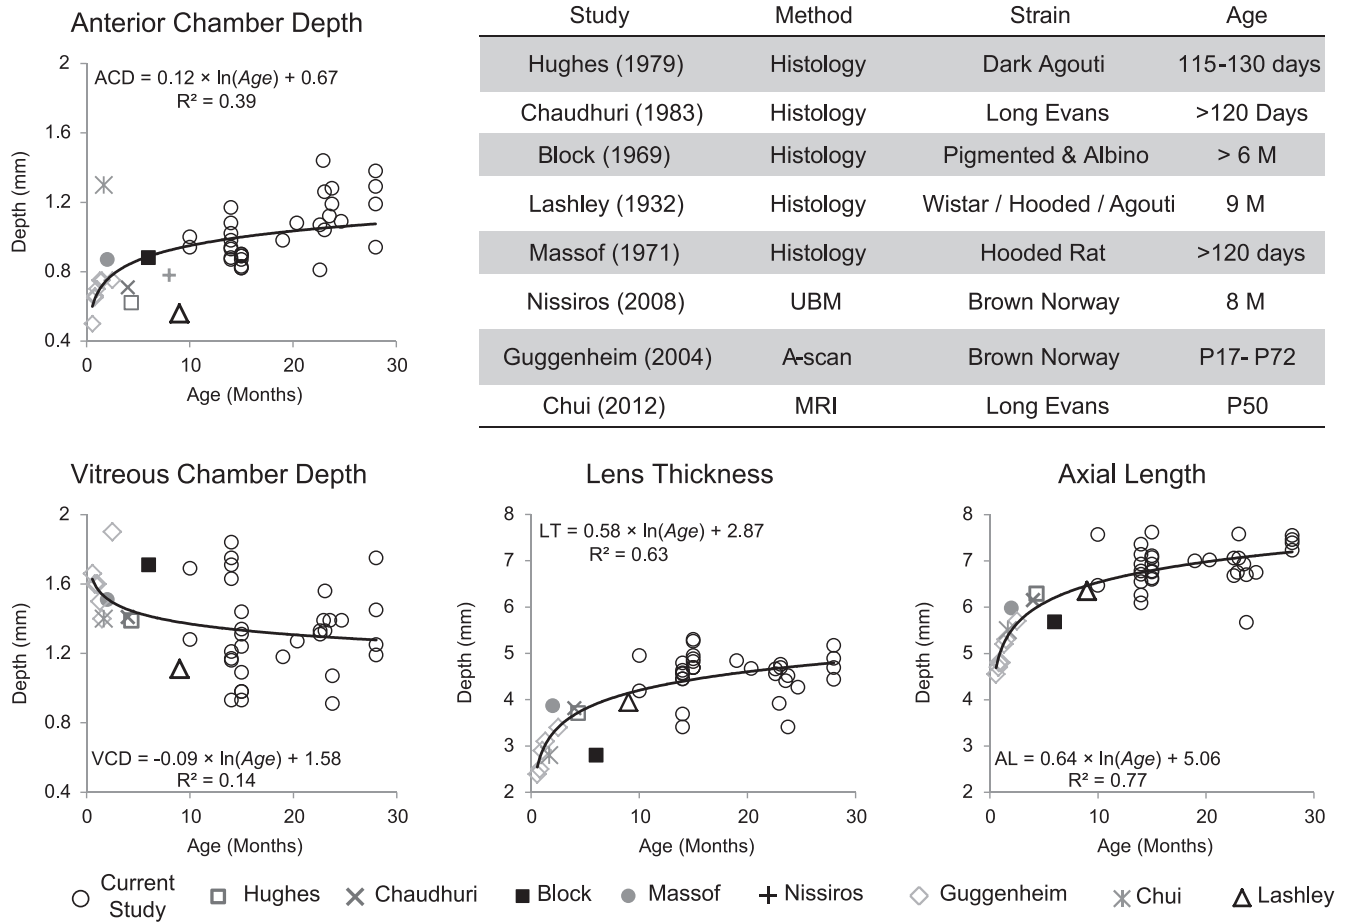 Anterior Chamber Depth
ACD = 0.12 × ln(Age) + 0.67
R² = 0.39
2
1.6
1.2
0.8
0.4
Depth (mm)
0 10 20 30
Age (Months)
Study Method Strain Age
Hughes (1979) Histology Dark Agouti 115-130 days
Chaudhuri (1983) Histology Long Evans >120 Days
Block (1969) Histology Pigmented & Albino > 6 M
Lashley (1932) Histology Wistar / Hooded / Agouti 9 M
Massof (1971) Histology Hooded Rat >120 days
Nissiros (2008) UBM Brown Norway 8 M
Guggenheim (2004) A-scan Brown Norway P17- P72
Chui (2012) MRI Long Evans P50
Vitreous Chamber Depth
2
1.6
1.2
0.8
0.4
Depth (mm)
VCD = -0.09 × ln(Age) + 1.58
R² = 0.14
0 10 20 30
Age (Months)
Lens Thickness
LT = 0.58 × ln(Age) + 2.87
R² = 0.63
8
7
6
5
4
3
2
Depth (mm)
0 10 20 30
Age (Months)
Axial Length
8
7
6
5
4
3
2
Depth (mm)
AL = 0.64 × ln(Age) + 5.06
R² = 0.77
0 10 20 30
Age (Months)
Current Study
Hughes
Chaudhuri
Block
Massof
Nissiros
Guggenheim
Chui
Lashley